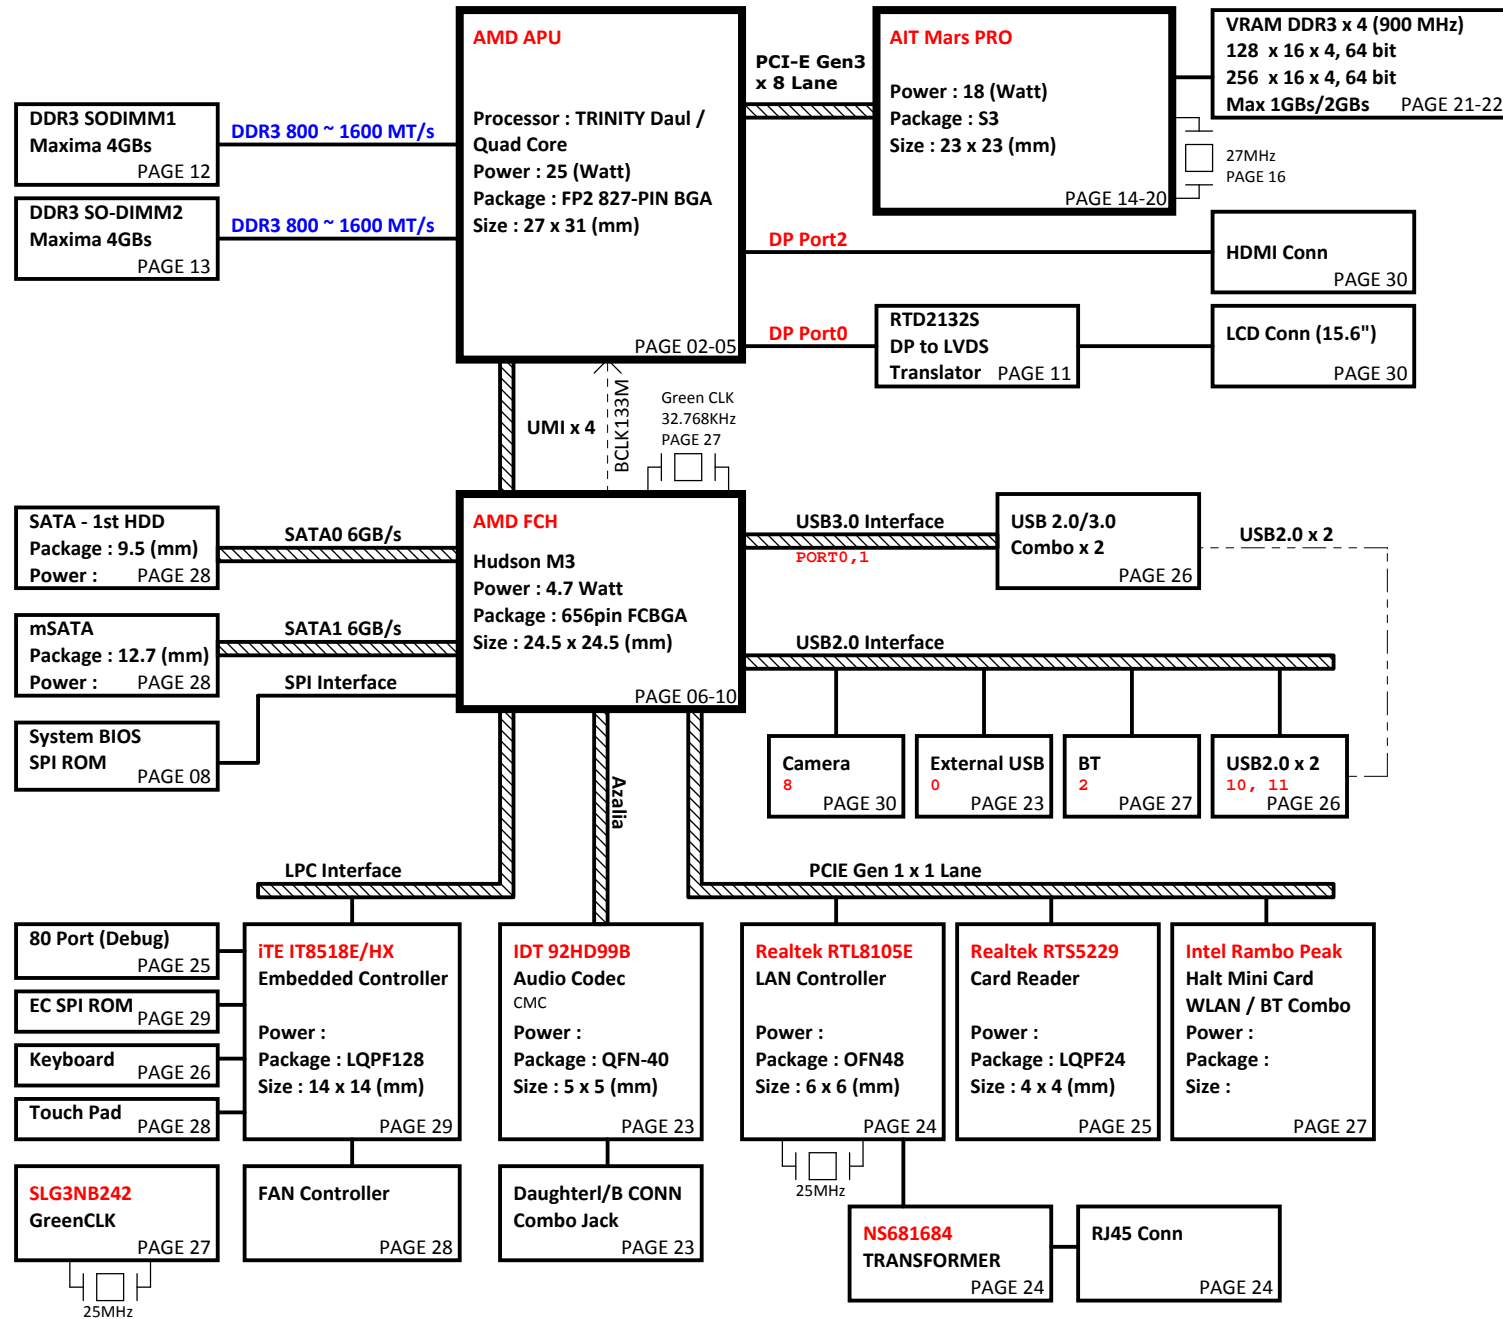 AMD APU
Processor : TRINITY Daul /
Quad Core
Power : 25 (Watt)
Package : FP2 827-PIN BGA
Size : 27 x 31 (mm)
PAGE 02-05
PCI-E Gen3
x 8 Lane
AIT Mars PRO
Power : 18 (Watt)
Package : S3
Size : 23 x 23 (mm)
PAGE 14-20
VRAM DDR3 x 4 (900 MHz)
128 x 16 x 4, 64 bit
256 x 16 x 4, 64 bit
Max 1GBs/2GBs PAGE 21-22
27MHz
PAGE 16
DDR3 SODIMM1
Maxima 4GBs
PAGE 12
DDR3 800 ~ 1600 MT/s
DDR3 SO-DIMM2
Maxima 4GBs
PAGE 13
DDR3 800 ~ 1600 MT/s
DP Port2
HDMI Conn
PAGE 30
DP Port0
RTD2132S
DP to LVDS
Translator PAGE 11
LCD Conn (15.6")
PAGE 30
UMI x 4
BCLK133M
Green CLK
32.768KHz
PAGE 27
AMD FCH
Hudson M3
Power : 4.7 Watt
Package : 656pin FCBGA
Size : 24.5 x 24.5 (mm)
PAGE 06-10
SATA - 1st HDD
Package : 9.5 (mm)
Power : PAGE 28
SATA0 6GB/s
mSATA
Package : 12.7 (mm)
Power : PAGE 28
SATA1 6GB/s
SPI Interface
System BIOS
SPI ROM
PAGE 08
USB3.0 Interface
PORT0,1
USB 2.0/3.0
Combo x 2
PAGE 26
USB2.0 x 2
USB2.0 Interface
Camera
8
PAGE 30
External USB
0
PAGE 23
BT
2
PAGE 27
USB2.0 x 2
10, 11
PAGE 26
Azalia
LPC Interface
PCIE Gen 1 x 1 Lane
80 Port (Debug)
PAGE 25
EC SPI ROM
PAGE 29
Keyboard
PAGE 26
Touch Pad
PAGE 28
iTE IT8518E/HX
Embedded Controller
Power :
Package : LQPF128
Size : 14 x 14 (mm)
PAGE 29
IDT 92HD99B
Audio Codec
CMC
Power :
Package : QFN-40
Size : 5 x 5 (mm)
PAGE 23
Realtek RTL8105E
LAN Controller
Power :
Package : OFN48
Size : 6 x 6 (mm)
PAGE 24
Realtek RTS5229
Card Reader
Power :
Package : LQPF24
Size : 4 x 4 (mm)
PAGE 25
Intel Rambo Peak
Halt Mini Card
WLAN / BT Combo
Power :
Package :
Size :
PAGE 27
SLG3NB242
GreenCLK
PAGE 27
25MHz
FAN Controller
PAGE 28
Daughterl/B CONN
Combo Jack
PAGE 23
25MHz
NS681684
TRANSFORMER
PAGE 24
RJ45 Conn
PAGE 24